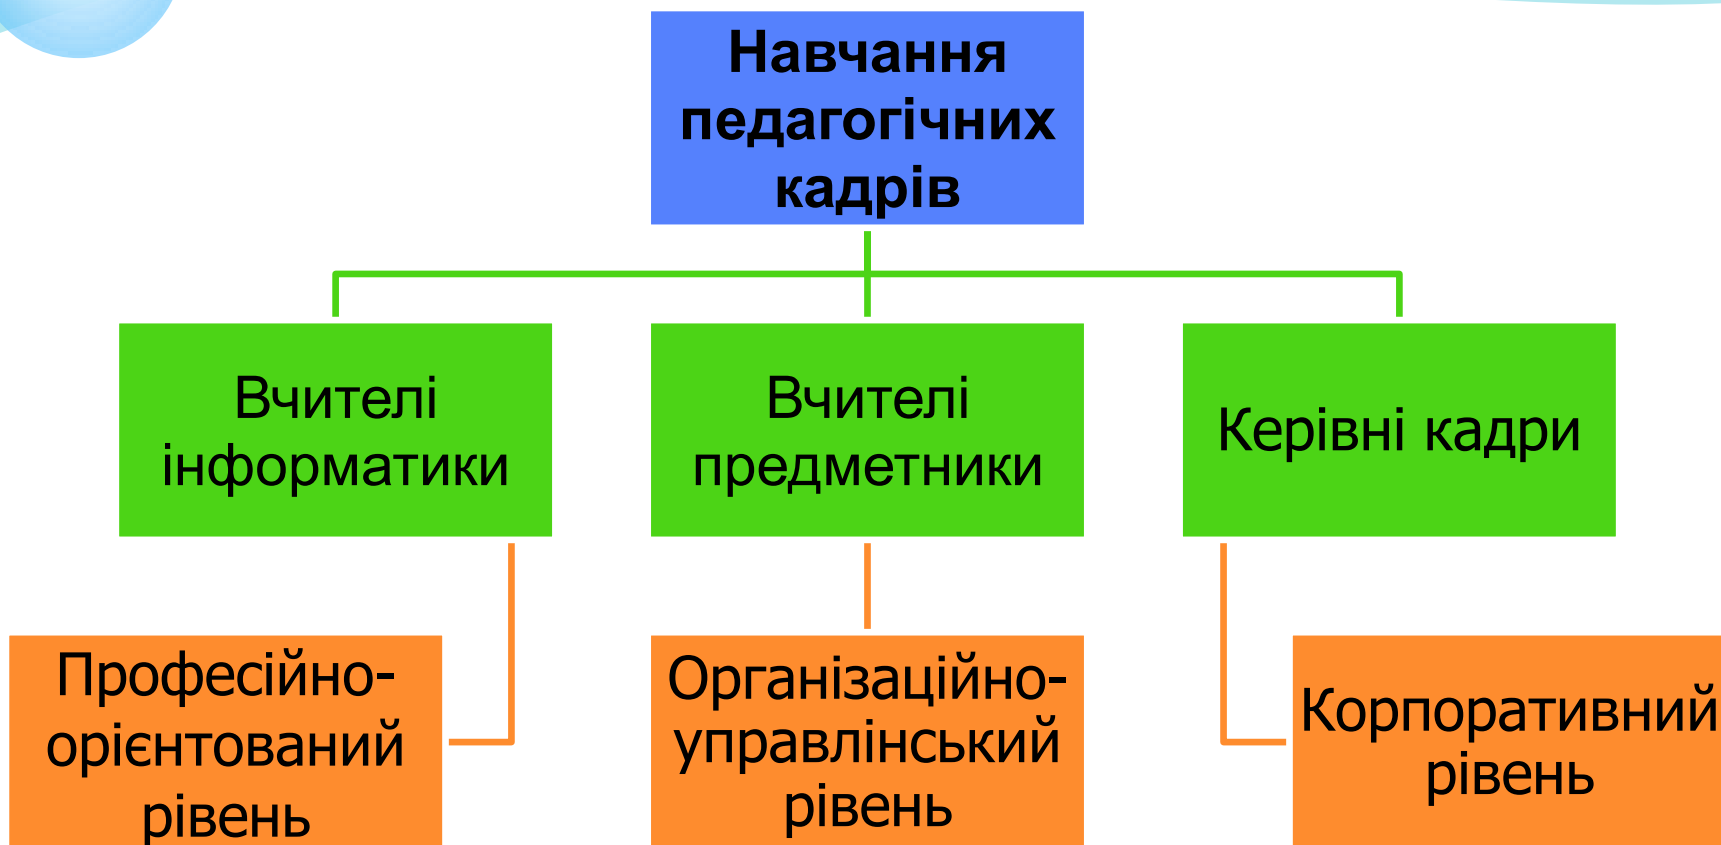 Навчання
педагогічних
кадрів
Вчителі
інформатики
Вчителі
предметники
Керівні кадри
Професійно-
орієнтований
рівень
Організаційно-
управлінський
рівень
Корпоративний
рівень